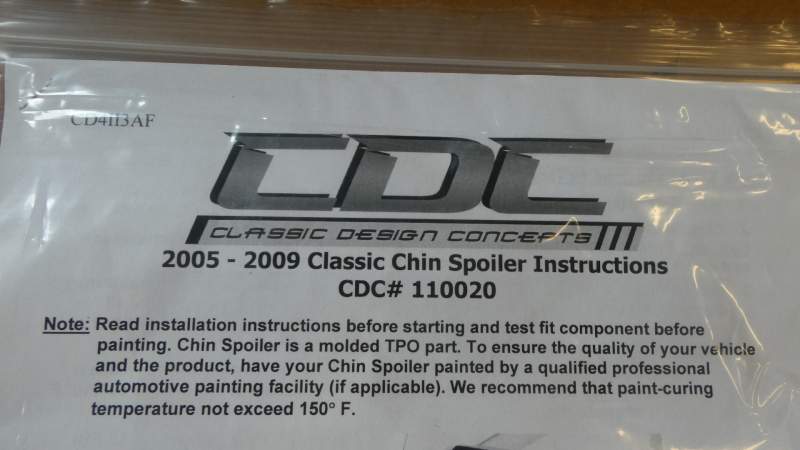 CD4113AF
CDC
CLASSIC DESIGN CONCEPTS
2005 - 2009 Classic Chin Spoiler Instructions
CDC# 110020
Note: Read installation instructions before starting and test fit component before
painting. Chin Spoiler is a molded TPO part. To ensure the quality of your vehicle
and the product, have your Chin Spoiler painted by a qualified professional
automotive painting facility (if applicable). We recommend that paint-curing
temperature not exceed 150° F.